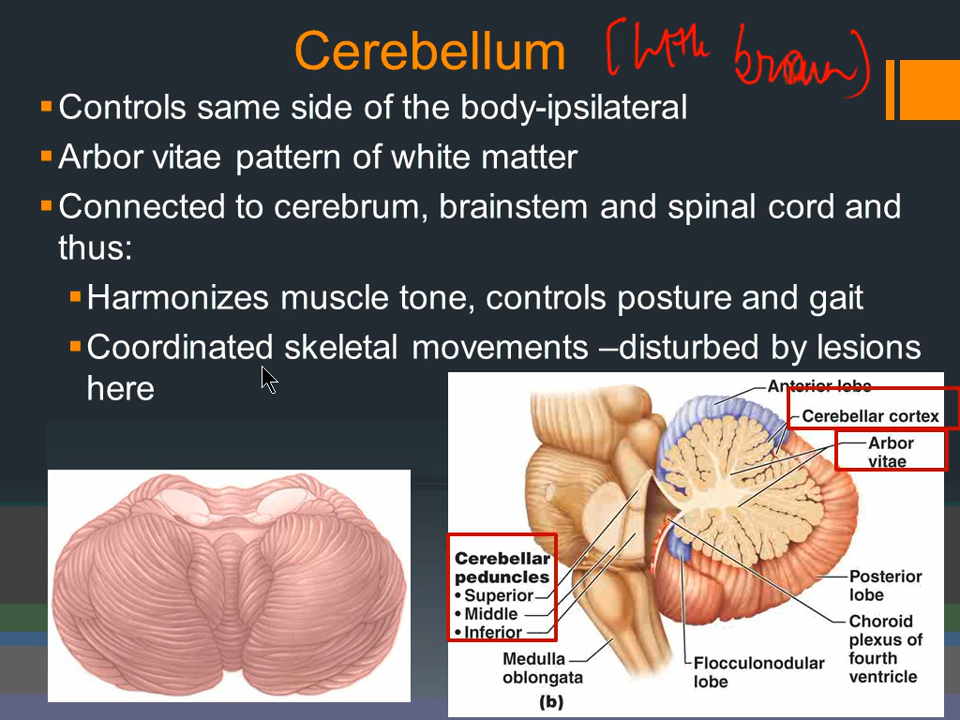 Cerebellum (little brain)
▪ Controls same side of the body-ipsilateral
▪ Arbor vitae pattern of white matter
▪ Connected to cerebrum, brainstem and spinal cord and
thus:
▪ Harmonizes muscle tone, controls posture and gait
▪ Coordinated skeletal movements –disturbed by lesions
here
Anterior lobe
Cerebellar cortex
Arbor
vitae
Cerebellar
peduncles
• Superior
• Middle
• Inferior
Medulla
oblongata
(b)
Flocculonodular
lobe
Posterior
lobe
Choroid
plexus of
fourth
ventricle